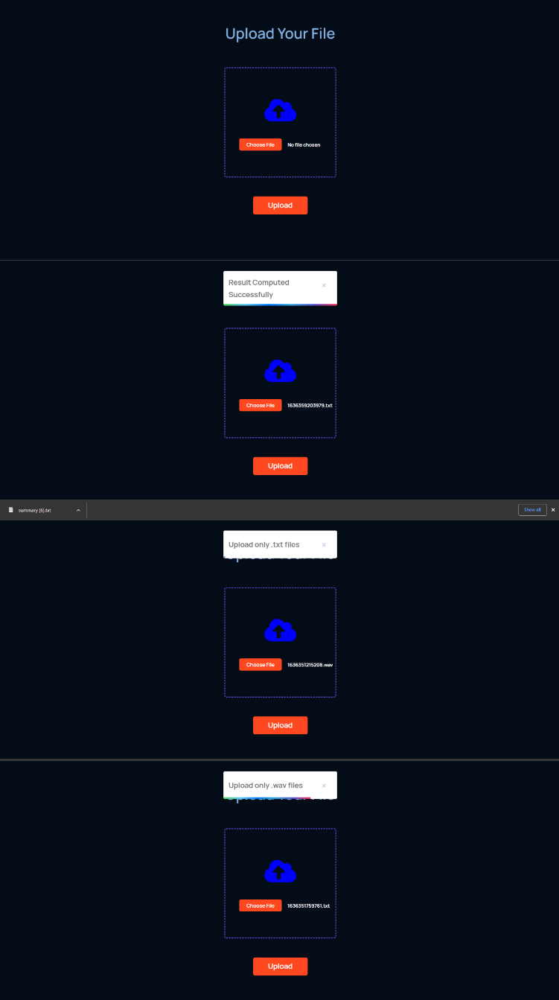 Upload Your File
Choose File No file chosen
Upload
Result Computed
Successfully
×
Choose File 1636359203979.txt
Upload
summary (6).txt
Show all
×
Upload only .txt files
×
Choose File 1636351215208.wav
Upload
Upload only .wav files
×
Choose File 1636351759761.txt
Upload